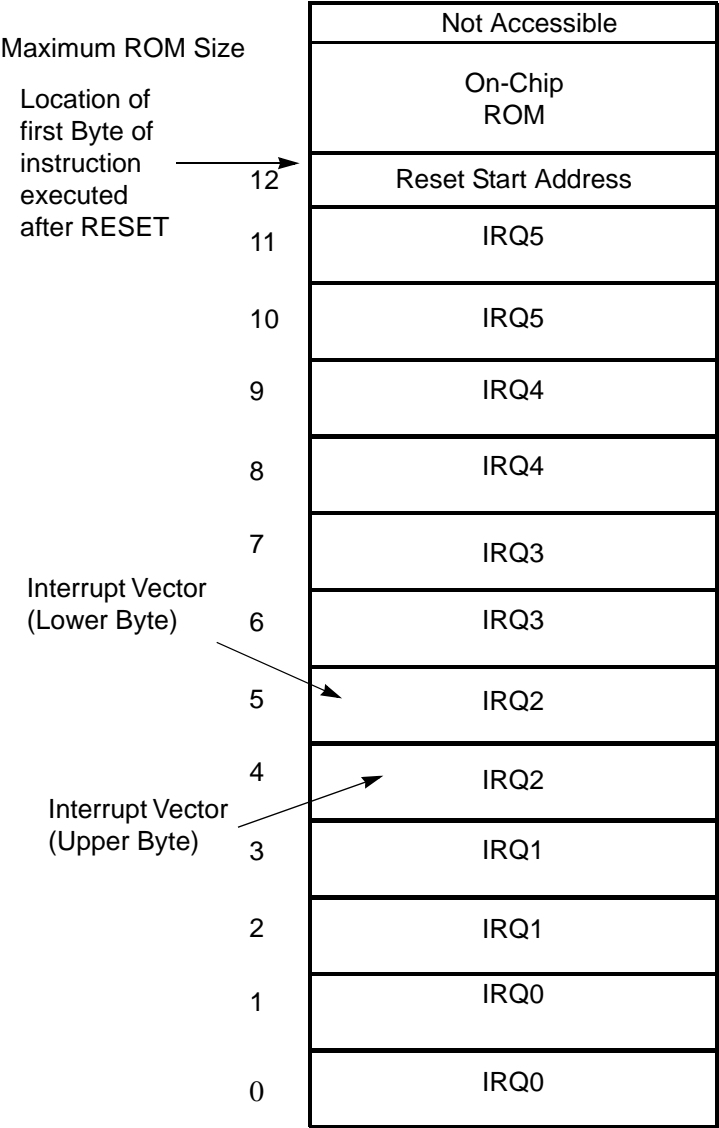 Not Accessible
Maximum ROM Size
On-Chip
ROM
Location of
first Byte of
instruction
executed
after RESET
12 Reset Start Address
11 IRQ5
10 IRQ5
9 IRQ4
8 IRQ4
7 IRQ3
Interrupt Vector
(Lower Byte)
6 IRQ3
5 IRQ2
4 IRQ2
Interrupt Vector
(Upper Byte)
3 IRQ1
2 IRQ1
1 IRQ0
0 IRQ0